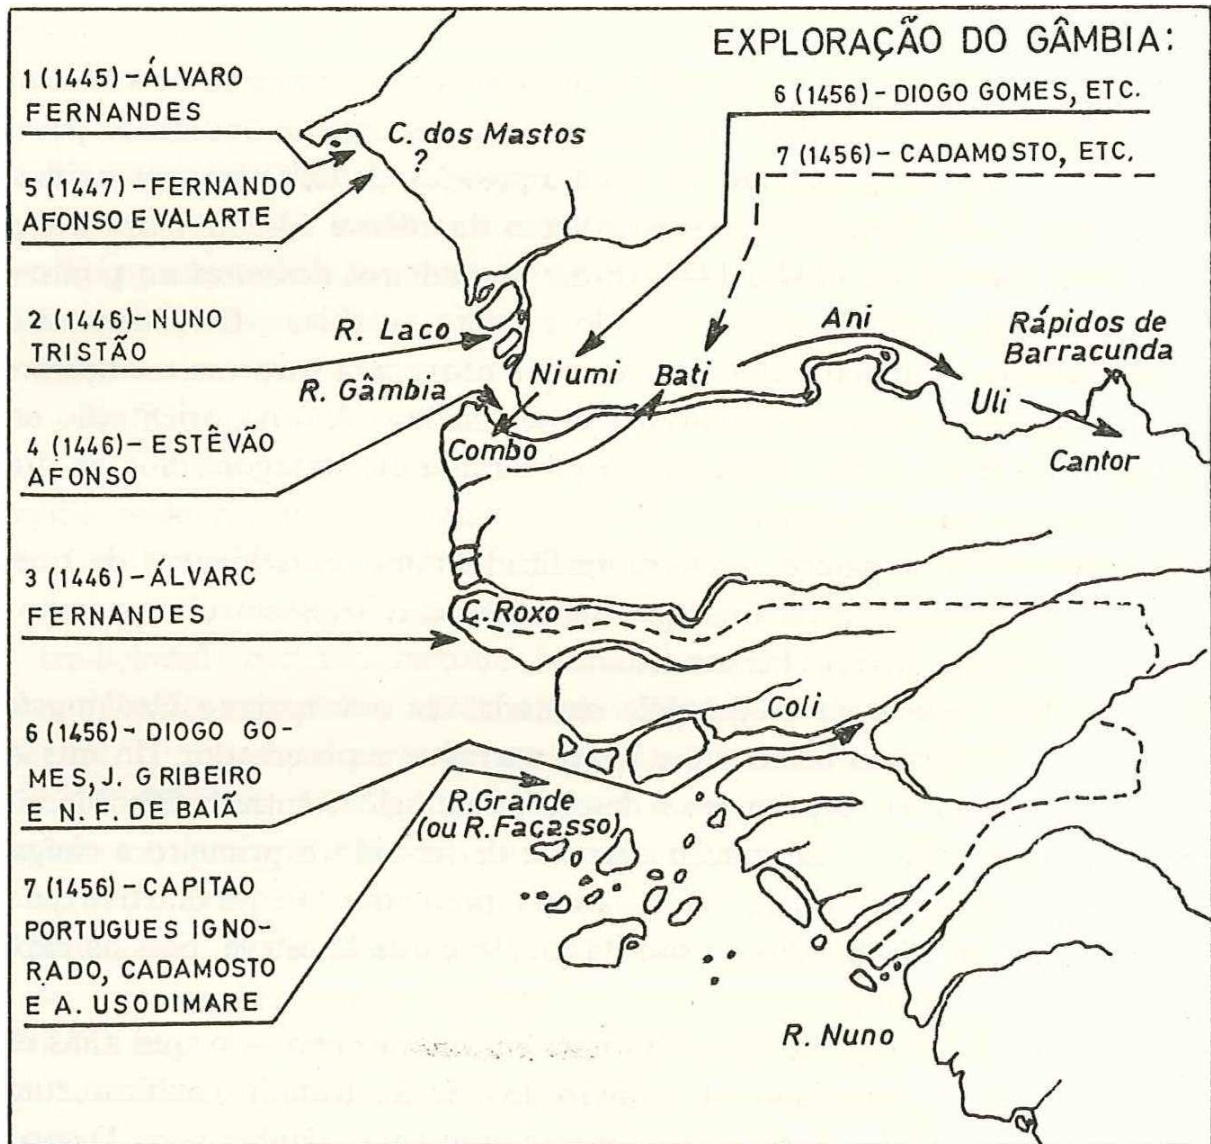 EXPLORAÇÃO DO GÂMBIA:
6 (1456) - DIOGO GOMES, ETC.
7 (1456) - CADAMOSTO, ETC.
1 (1445) - ÁLVARO
FERNANDES
C. dos Mastos
?
5 (1447) - FERNANDO
AFONSO E VALARTE
2 (1446) - NUNO
TRISTÃO
R. Laco
R. Gâmbia
Niumi
Bati
Ani
Rápidos de
Barracunda
Uli
Combo
Cantor
4 (1446) - ESTÊVÃO
AFONSO
3 (1446) - ÁLVARC
FERNANDES
C. Roxo
6 (1456) - DIOGO GO-
MES, J. G RIBEIRO
E N. F. DE BAIÃ
Coli
R. Grande
(ou R. Façasso)
7 (1456) - CAPITAO
PORTUGUES IGNO-
RADO, CADAMOSTO
E A. USODIMARE
R. Nuno